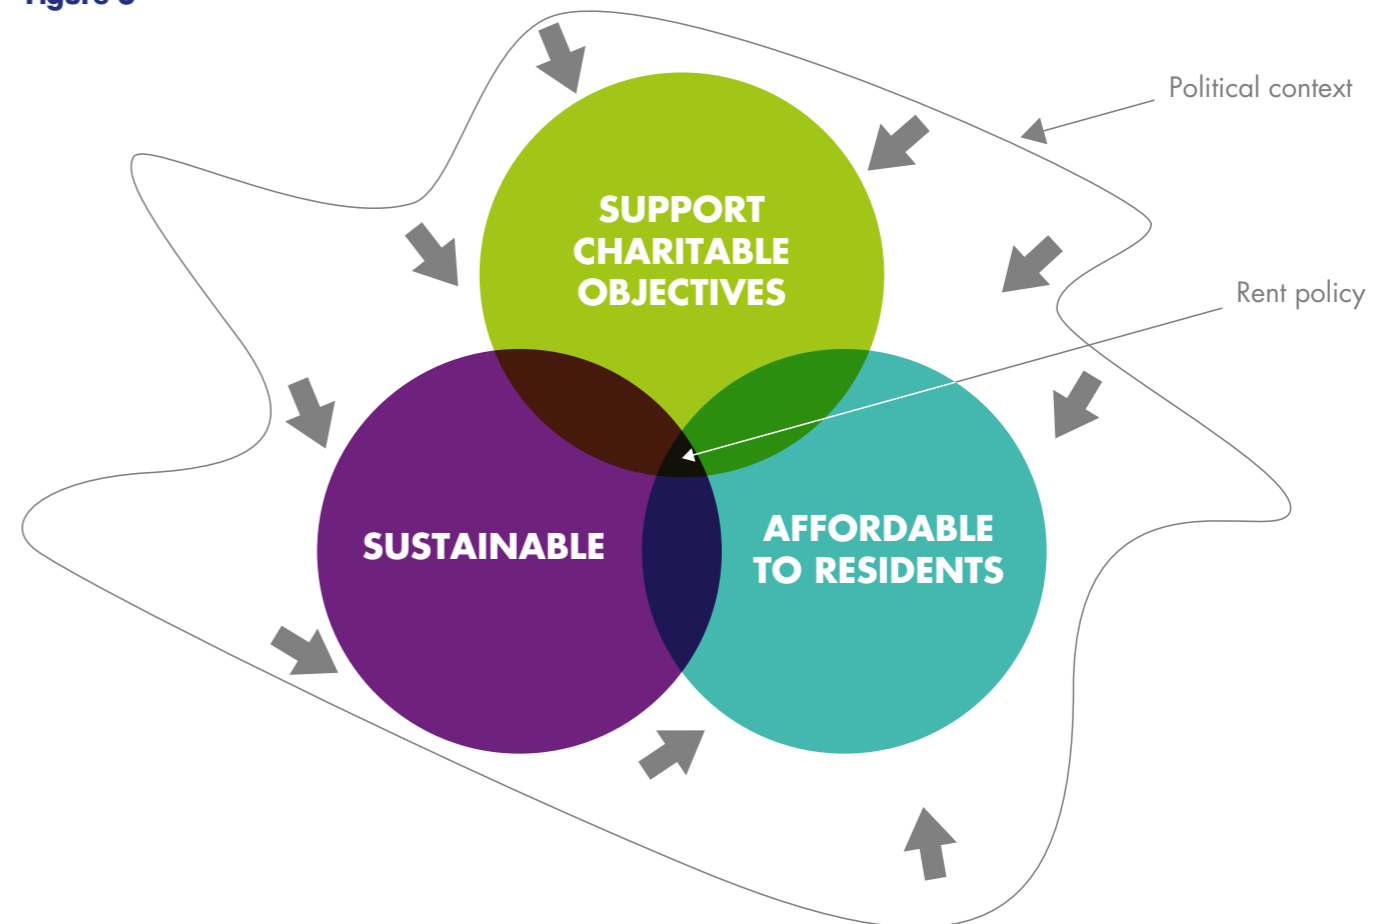 Political context
SUPPORT
CHARITABLE
OBJECTIVES
Rent policy
SUSTAINABLE
AFFORDABLE
TO RESIDENTS